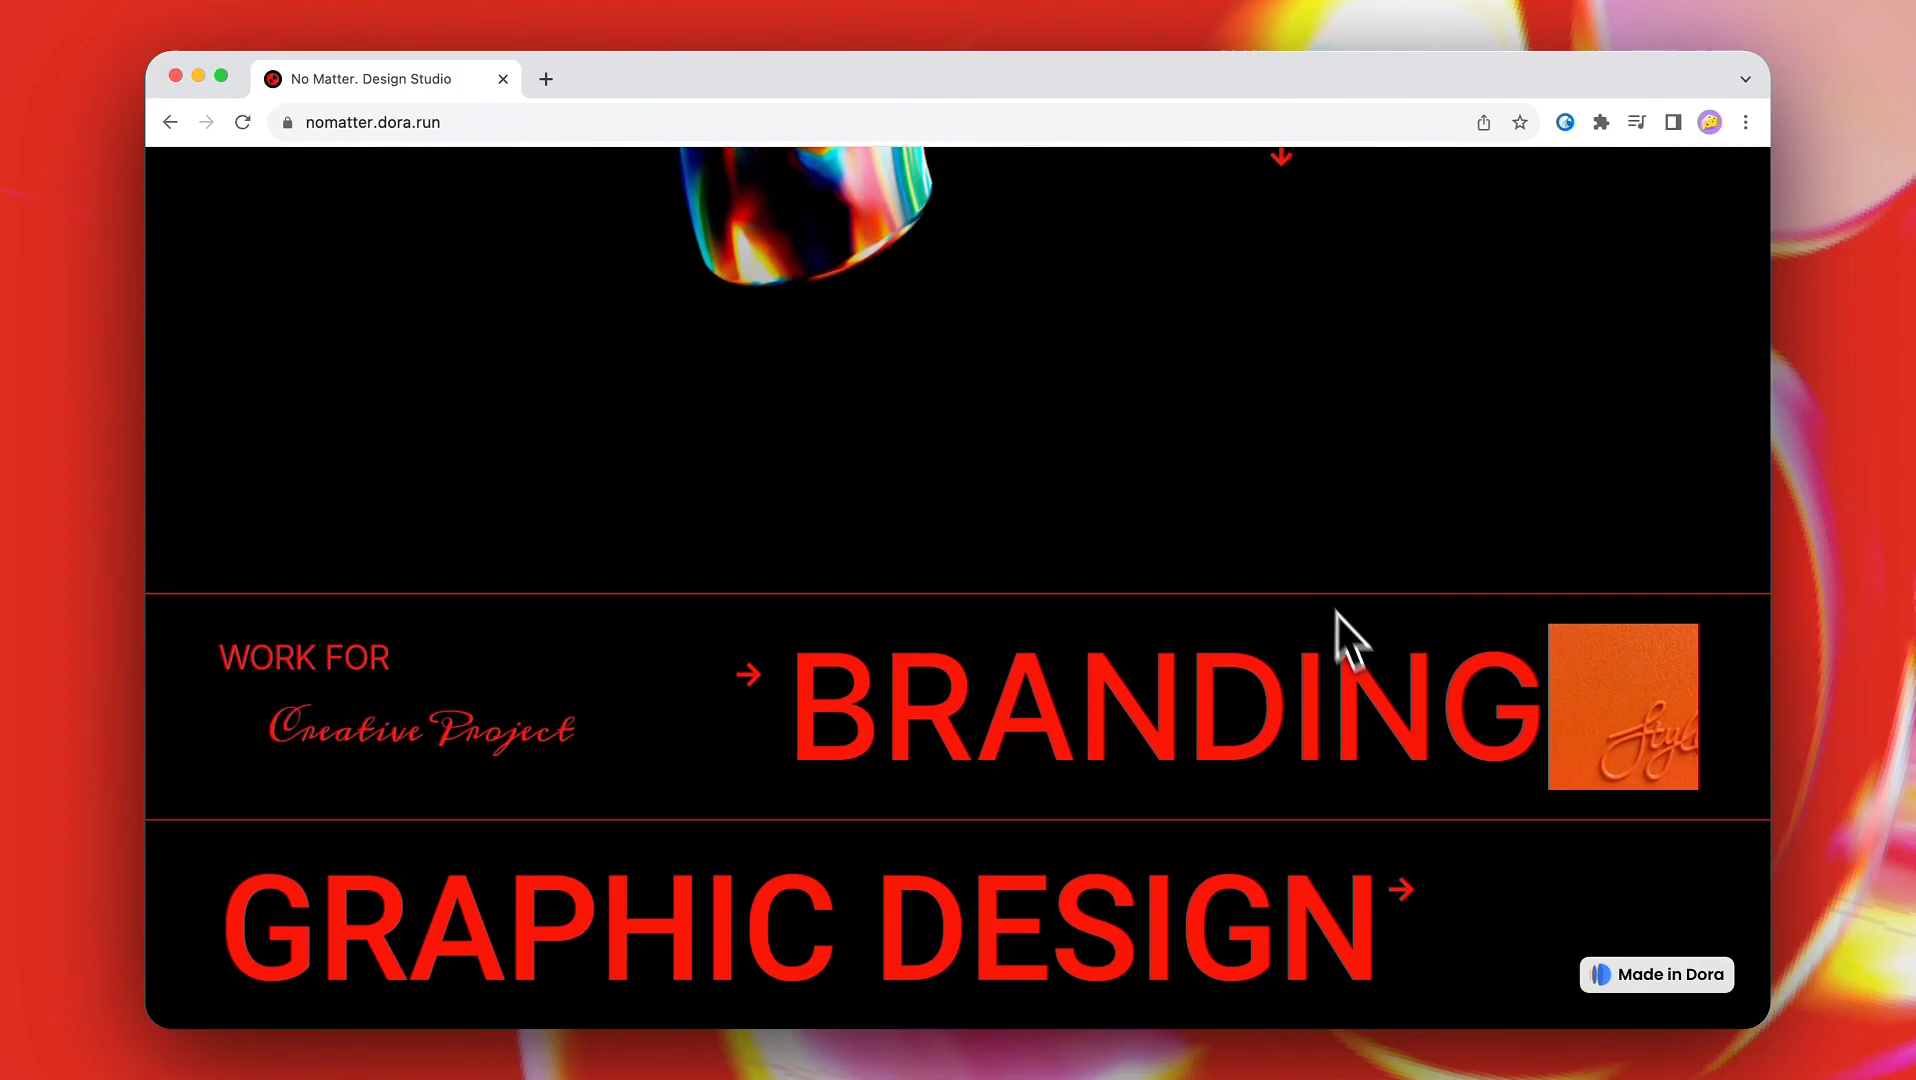 No Matter. Design Studio
nomatter.dora.run
WORK FOR
Creative Project
→ BRANDING
GRAPHIC DESIGN →
Made in Dora